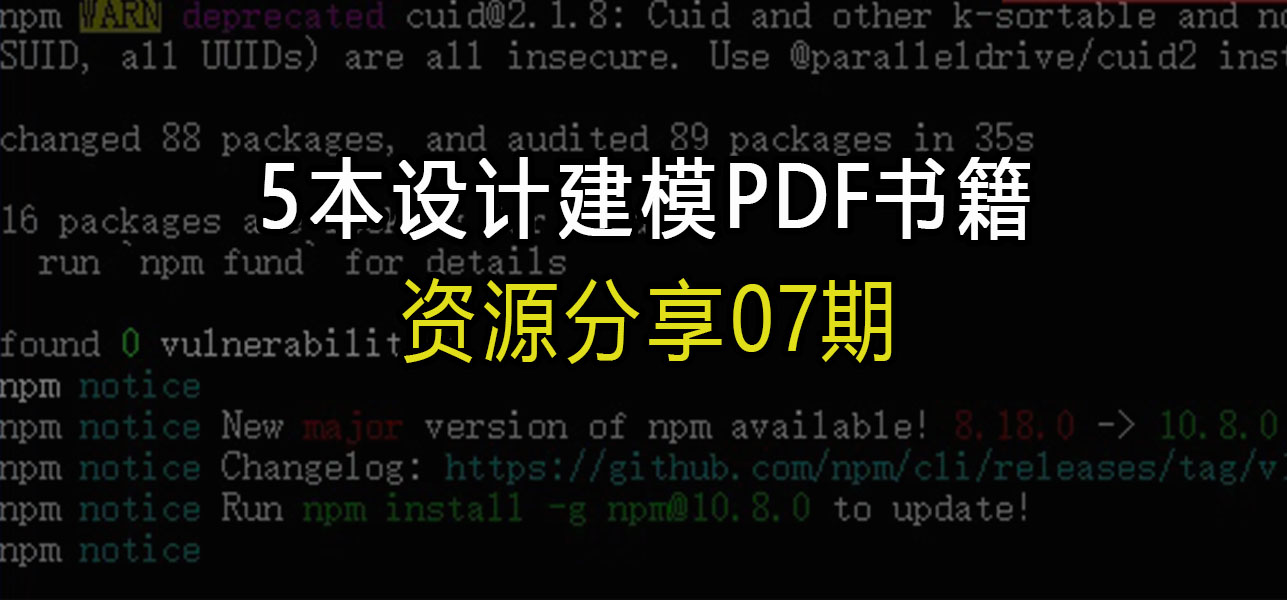 npm WARN deprecated cuid@2.1.8: Cuid and other k-sortable and
SUID, all UUIDs) are all insecure. Use @paralleldrive/cuid2
changed 88 packages, and audited 89 packages in 35s
5本设计建模PDF书籍
16 packages
run `npm fund` for details
资源分享07期
found 0
npm notice
npm notice New major version of npm available! 8.18.0 -> 10.8.0
npm notice Changelog: https://github.com/npm/cli/releases/tag/
npm notice Run npm install -g npm@10.8.0 to update!
npm notice